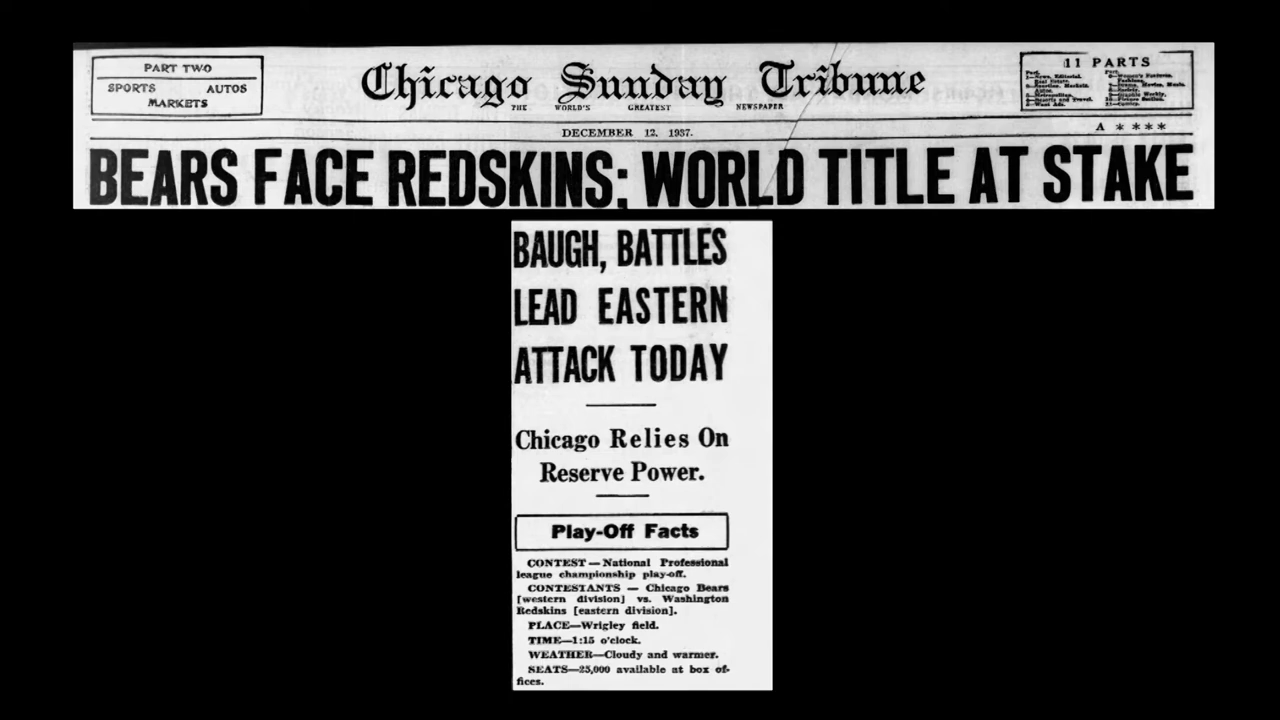 PART TWO
SPORTS AUTOS
MARKETS
Chicago Sunday Tribune
THE WORLD'S GREATEST NEWSPAPER
11 PARTS
DECEMBER 12, 1937.
A ****
BEARS FACE REDSKINS; WORLD TITLE AT STAKE
BAUGH, BATTLES
LEAD EASTERN
ATTACK TODAY
Chicago Relies On
Reserve Power.
Play-Off Facts
CONTEST—National Professional
league championship play-off.
CONTESTANTS — Chicago Bears
[western division] vs. Washington
Redskins [eastern division].
PLACE—Wrigley field.
TIME—1:15 o'clock.
WEATHER—Cloudy and warmer.
SEATS—25,000 available at box of-
fices.